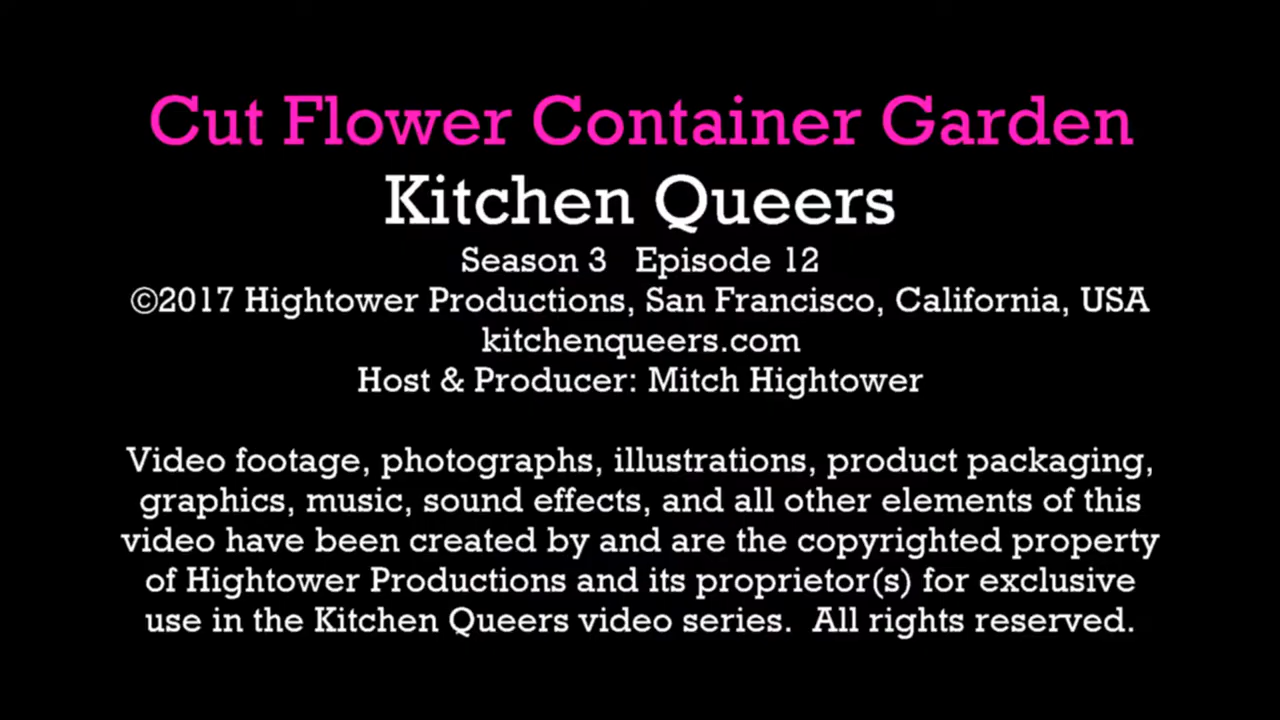 Cut Flower Container Garden
Kitchen Queers
Season 3 Episode 12
©2017 Hightower Productions, San Francisco, California, USA
kitchenqueers.com
Host & Producer: Mitch Hightower
Video footage, photographs, illustrations, product packaging,
graphics, music, sound effects, and all other elements of this
video have been created by and are the copyrighted property
of Hightower Productions and its proprietor(s) for exclusive
use in the Kitchen Queers video series. All rights reserved.